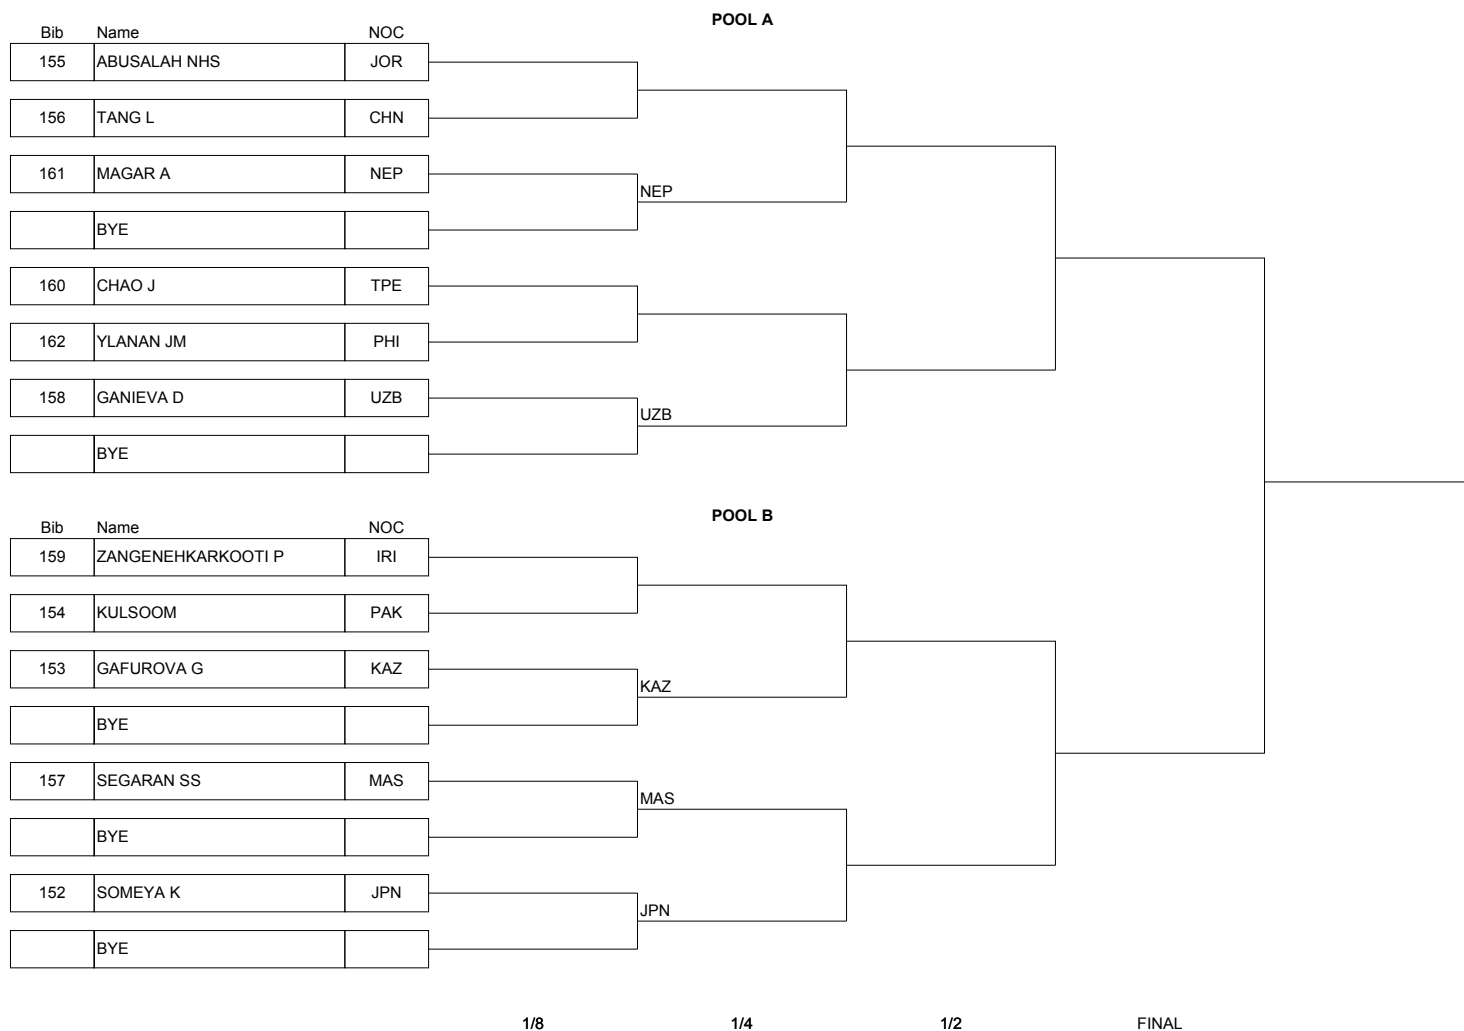 POOL A
Bib Name NOC
155 ABUSALAH NHS JOR
156 TANG L CHN
161 MAGAR A NEP
NEP
BYE
160 CHAO J TPE
162 YLANAN JM PHI
158 GANIEVA D UZB
UZB
BYE
POOL B
Bib Name NOC
159 ZANGENEHKARKOOTI P IRI
154 KULSOOM PAK
153 GAFUROVA G KAZ
KAZ
BYE
157 SEGARAN SS MAS
MAS
BYE
152 SOMEYA K JPN
JPN
BYE
1/8 1/4 1/2 FINAL